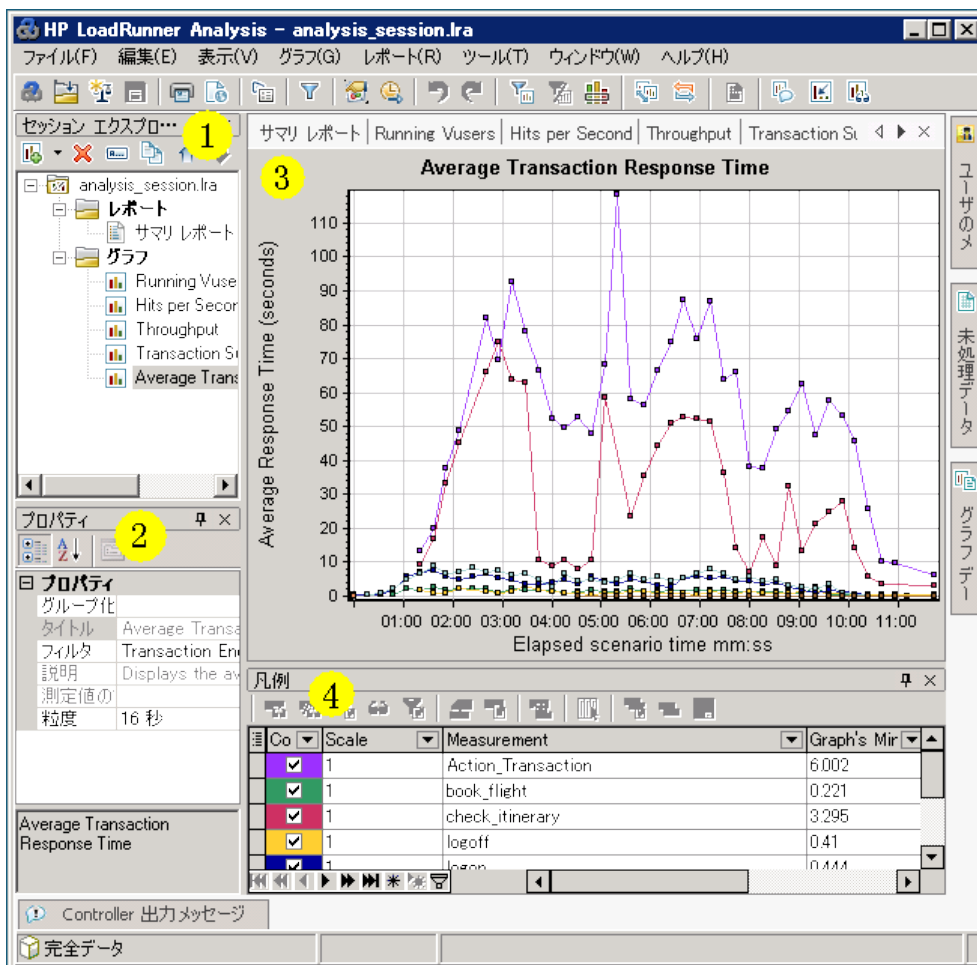 HP LoadRunner Analysis - analysis_session.lra
ファイル(F) 編集(E) 表示(V) グラフ(G) レポート(R) ツール(T) ウィンドウ(W) ヘルプ(H)
セッション エクスプロ…
1
analysis_session.lra
レポート
サマリ レポート
グラフ
Running Vuse
Hits per Secor
Throughput
Transaction Su
Average Trans
プロパティ
2
プロパティ
グループ化
タイトル Average Transa
フィルタ Transaction En
説明 Displays the av
測定値の
粒度 16 秒
Average Transaction
Response Time
サマリ レポート Running Vusers Hits per Second Throughput Transaction Su
3
Average Transaction Response Time
Average Response Time (seconds)
110
100
90
80
70
60
50
40
30
20
10
0
01:00 02:00 03:00 04:00 05:00 06:00 07:00 08:00 09:00 10:00 11:00
Elapsed scenario time mm:ss
ユーザのメ
未処理データ
グラフ デー
凡例
4
Co Scale Measurement Graph's Mir
1 Action_Transaction 6.002
1 book_flight 0.221
1 check_itinerary 3.295
1 logoff 0.41
1 logon 0.444
Controller 出力メッセージ
完全データ